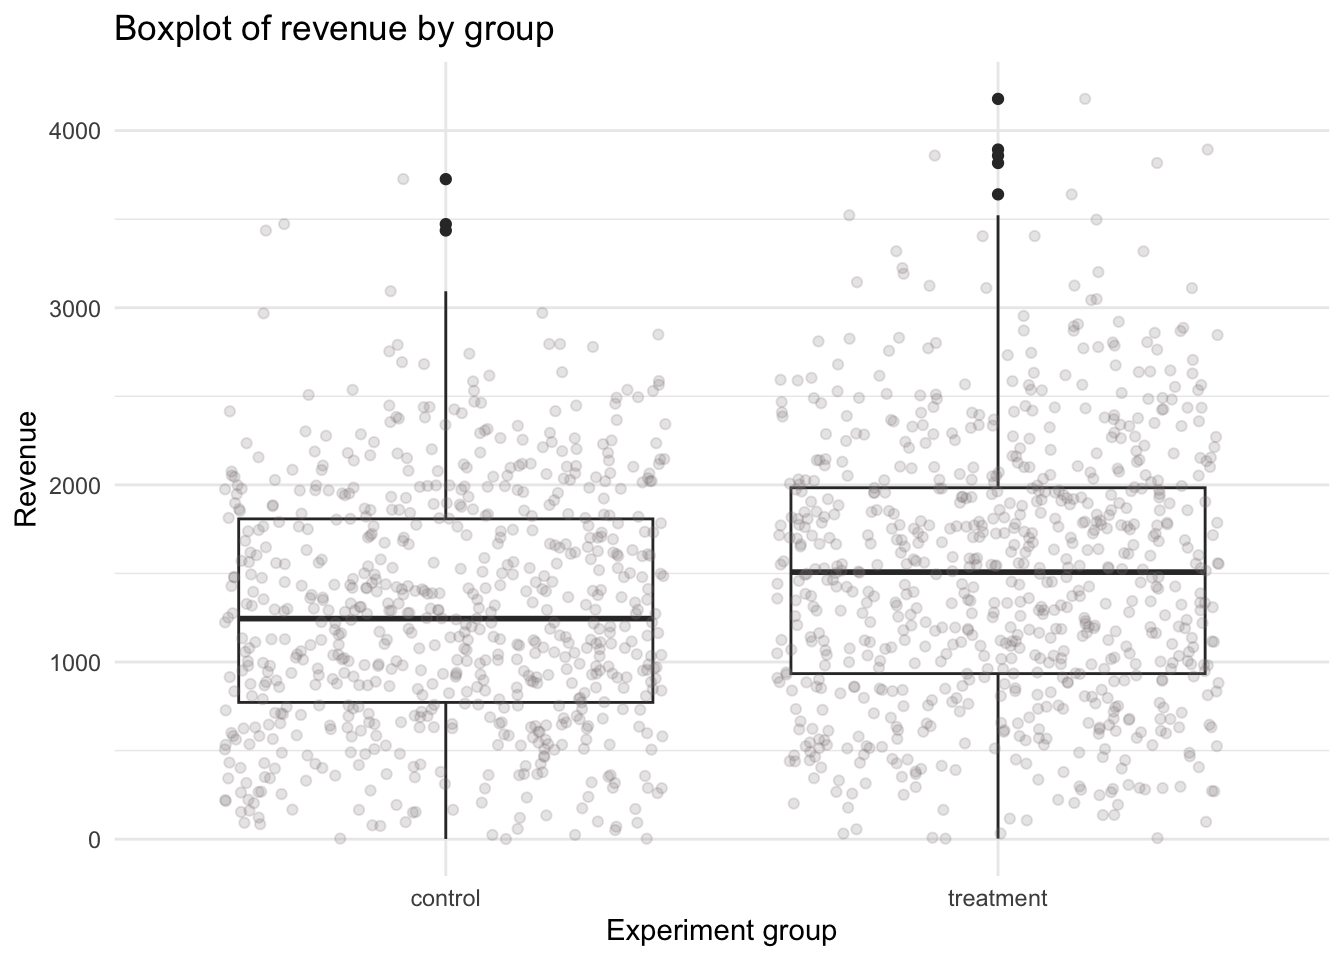 Boxplot of revenue by group
4000
3000
2000
1000
0
Revenue
control
treatment
Experiment group